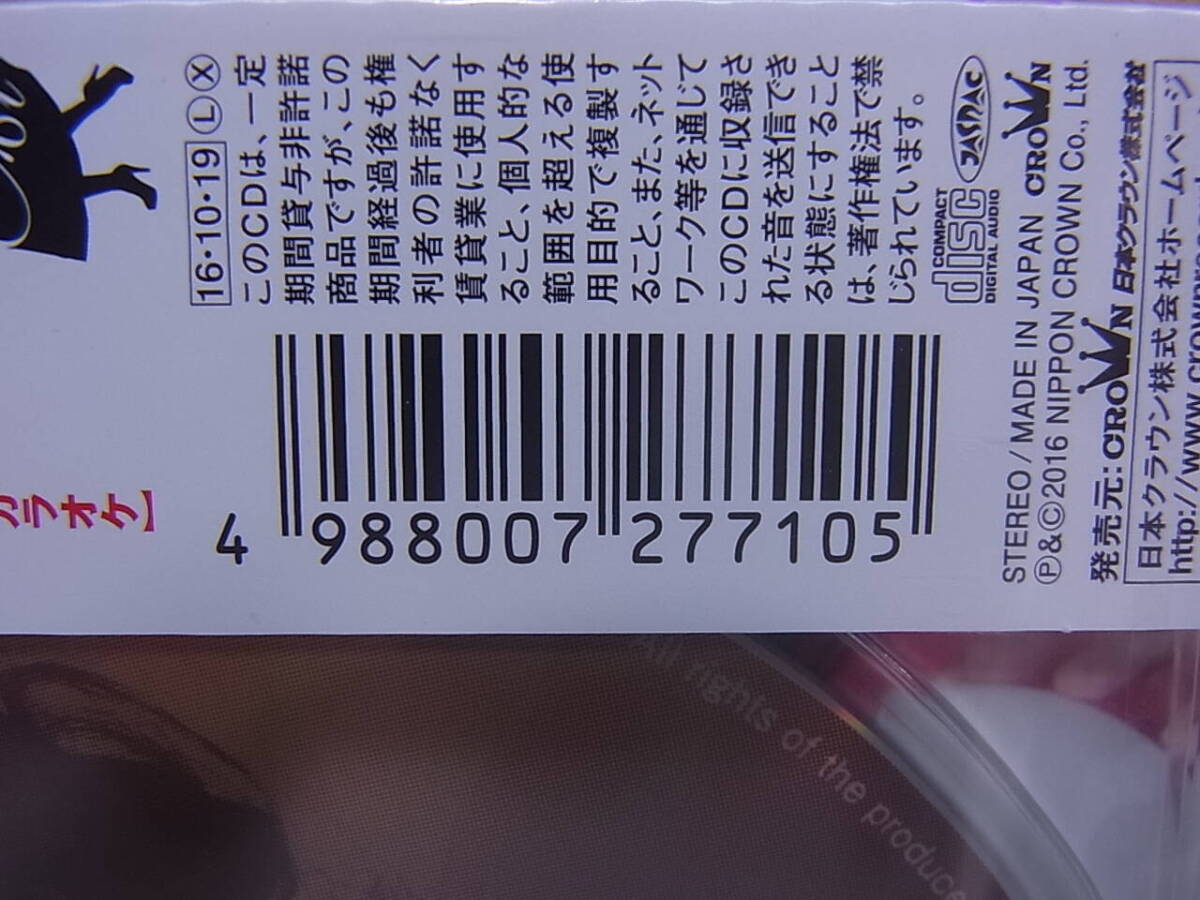 16・10・19 Ⓛ Ⓧ
このCDは、一定
期間貸与非許諾
商品ですが、この
期間経過後も権
利者の許諾なく
賃貸業に使用す
ること、個人的な
範囲を超える使
用目的で複製す
ること、また、ネット
ワーク等を通じて
このCDに収録さ
れた音を送信でき
る状態にすること
は、著作権法で禁
じられています。
COMPACT
disc
DIGITAL AUDIO
JASRAC
STEREO / MADE IN JAPAN CROWN
Ⓟ&Ⓒ2016 NIPPON CROWN Co., Ltd.
発売元:CROWN 日本クラウン株式会社
日本クラウン株式会社ホームページ
4 988007 277105
カラオケ】
All rights of the produce